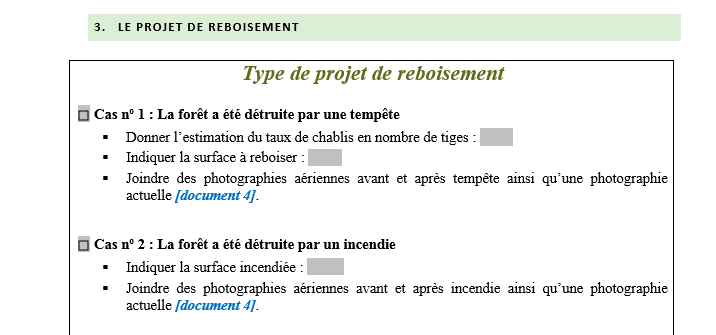 3. LE PROJET DE REBOISEMENT
Type de projet de reboisement
☐ Cas nº 1 : La forêt a été détruite par une tempête
▪ Donner l’estimation du taux de chablis en nombre de tiges :
▪ Indiquer la surface à reboiser :
▪ Joindre des photographies aériennes avant et après tempête ainsi qu’une photographie
actuelle [document 4].
☐ Cas nº 2 : La forêt a été détruite par un incendie
▪ Indiquer la surface incendiée :
▪ Joindre des photographies aériennes avant et après incendie ainsi qu’une photographie
actuelle [document 4].